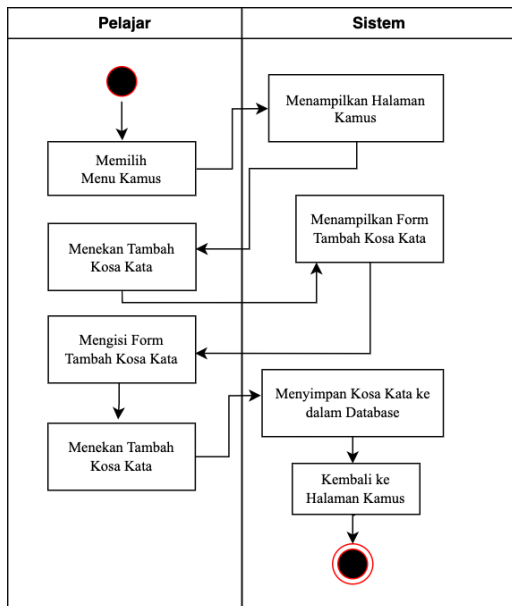 Pelajar
Sistem
Menampilkan Halaman
Kamus
Memilih
Menu Kamus
Menampilkan Form
Tambah Kosa Kata
Menekan Tambah
Kosa Kata
Mengisi Form
Tambah Kosa Kata
Menyimpan Kosa Kata ke
dalam Database
Menekan Tambah
Kosa Kata
Kembali ke
Halaman Kamus